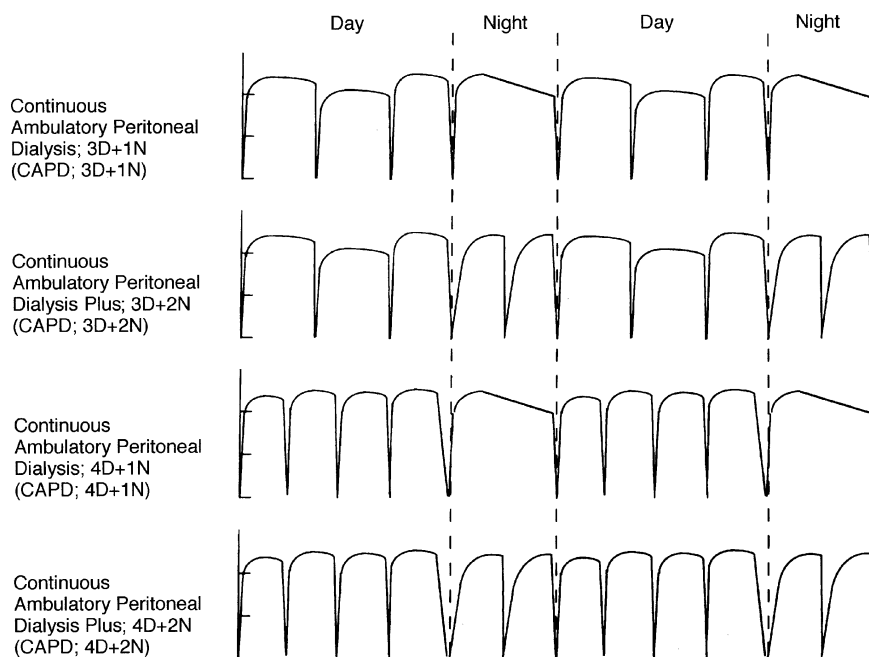 Day Night Day Night
Continuous
Ambulatory Peritoneal
Dialysis; 3D+1N
(CAPD; 3D+1N)
Continuous
Ambulatory Peritoneal
Dialysis Plus; 3D+2N
(CAPD; 3D+2N)
Continuous
Ambulatory Peritoneal
Dialysis; 4D+1N
(CAPD; 4D+1N)
Continuous
Ambulatory Peritoneal
Dialysis Plus; 4D+2N
(CAPD; 4D+2N)